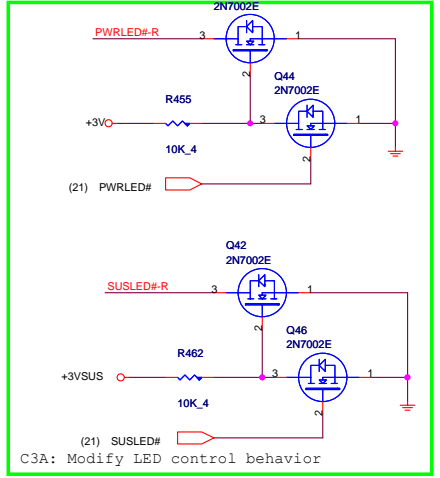 2N7002E
PWRLED#-R
3
1
2
Q44
2N7002E
R455
+3V
3
1
10K_4
2
(21) PWRLED#
Q42
2N7002E
SUSLED#-R
3
1
2
Q46
2N7002E
R462
+3VSUS
3
1
10K_4
2
(21) SUSLED#
C3A: Modify LED control behavior